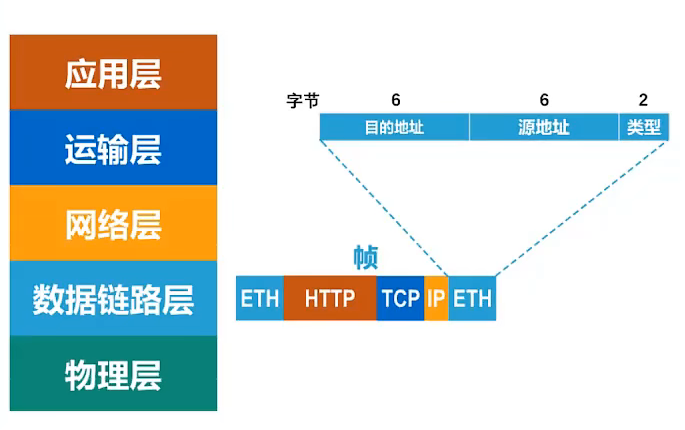 应用层
运输层
网络层
数据链路层
物理层
字节 6 6 2
目的地址 源地址 类型
帧
ETH HTTP TCP IP ETH